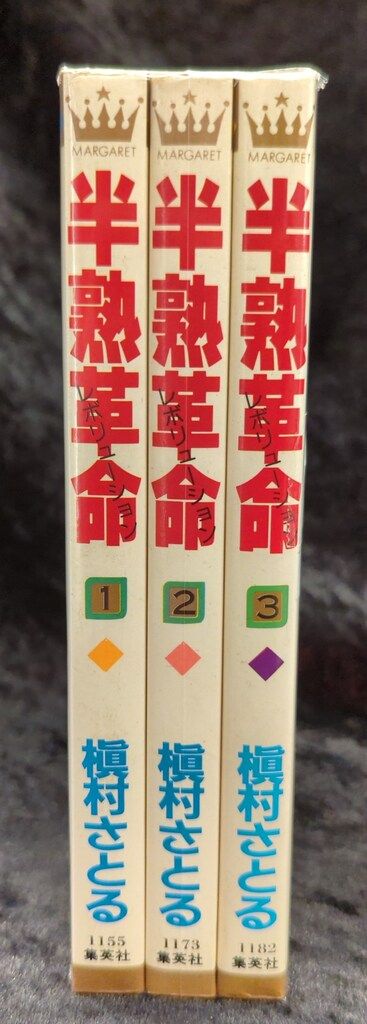 MARGARET
半熟革命
レボリューション
1
槇村さとる
1155
集英社
MARGARET
半熟革命
レボリューション
2
槇村さとる
1173
集英社
MARGARET
半熟革命
レボリューション
3
槇村さとる
1182
集英社